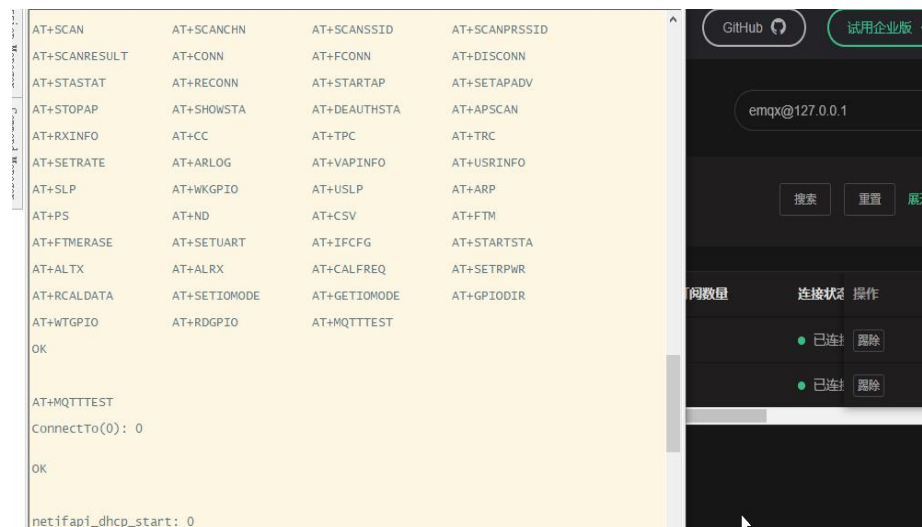 AT+SCAN AT+SCANCHN AT+SCANSSID AT+SCANPRSSID
AT+SCANRESULT AT+CONN AT+FCONN AT+DISCONN
AT+STASTAT AT+RECONN AT+STARTAP AT+SETAPADV
AT+STOPAP AT+SHOWSTA AT+DEAUTHSTA AT+APSCAN
AT+RXINFO AT+CC AT+TPC AT+TRC
AT+SETRATE AT+ARLOG AT+VAPINFO AT+USRINFO
AT+SLP AT+WKGPIO AT+USLP AT+ARP
AT+PS AT+ND AT+CSV AT+FTM
AT+FTMERASE AT+SETUART AT+IFCFG AT+STARTSTA
AT+ALTX AT+ALRX AT+CALFREQ AT+SETRPWR
AT+RCALDATA AT+SETIOMODE AT+GETIOMODE AT+GPIODIR
AT+WTGPIO AT+RDGPIO AT+MQTTTEST
OK
AT+MQTTTEST
ConnectTo(0): 0
OK
netifapi_dhcp_start: 0
GitHub 试用企业版
emqx@127.0.0.1
搜索 重置
阅数量 连接状态 操作
已连接 踢除
已连接 踢除